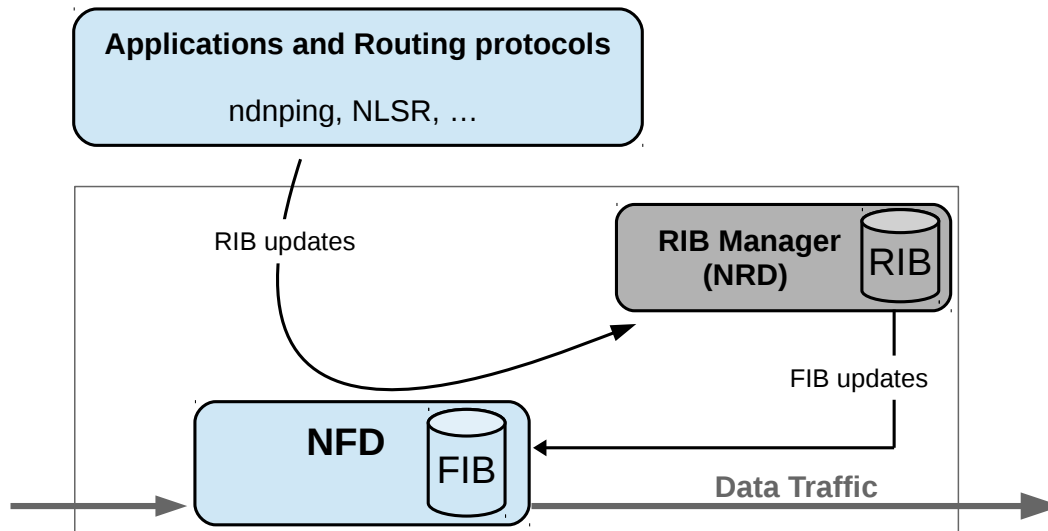 Applications and Routing protocols
ndnping, NLSR, …
RIB updates
RIB Manager
(NRD)
RIB
FIB updates
NFD
FIB
Data Traffic